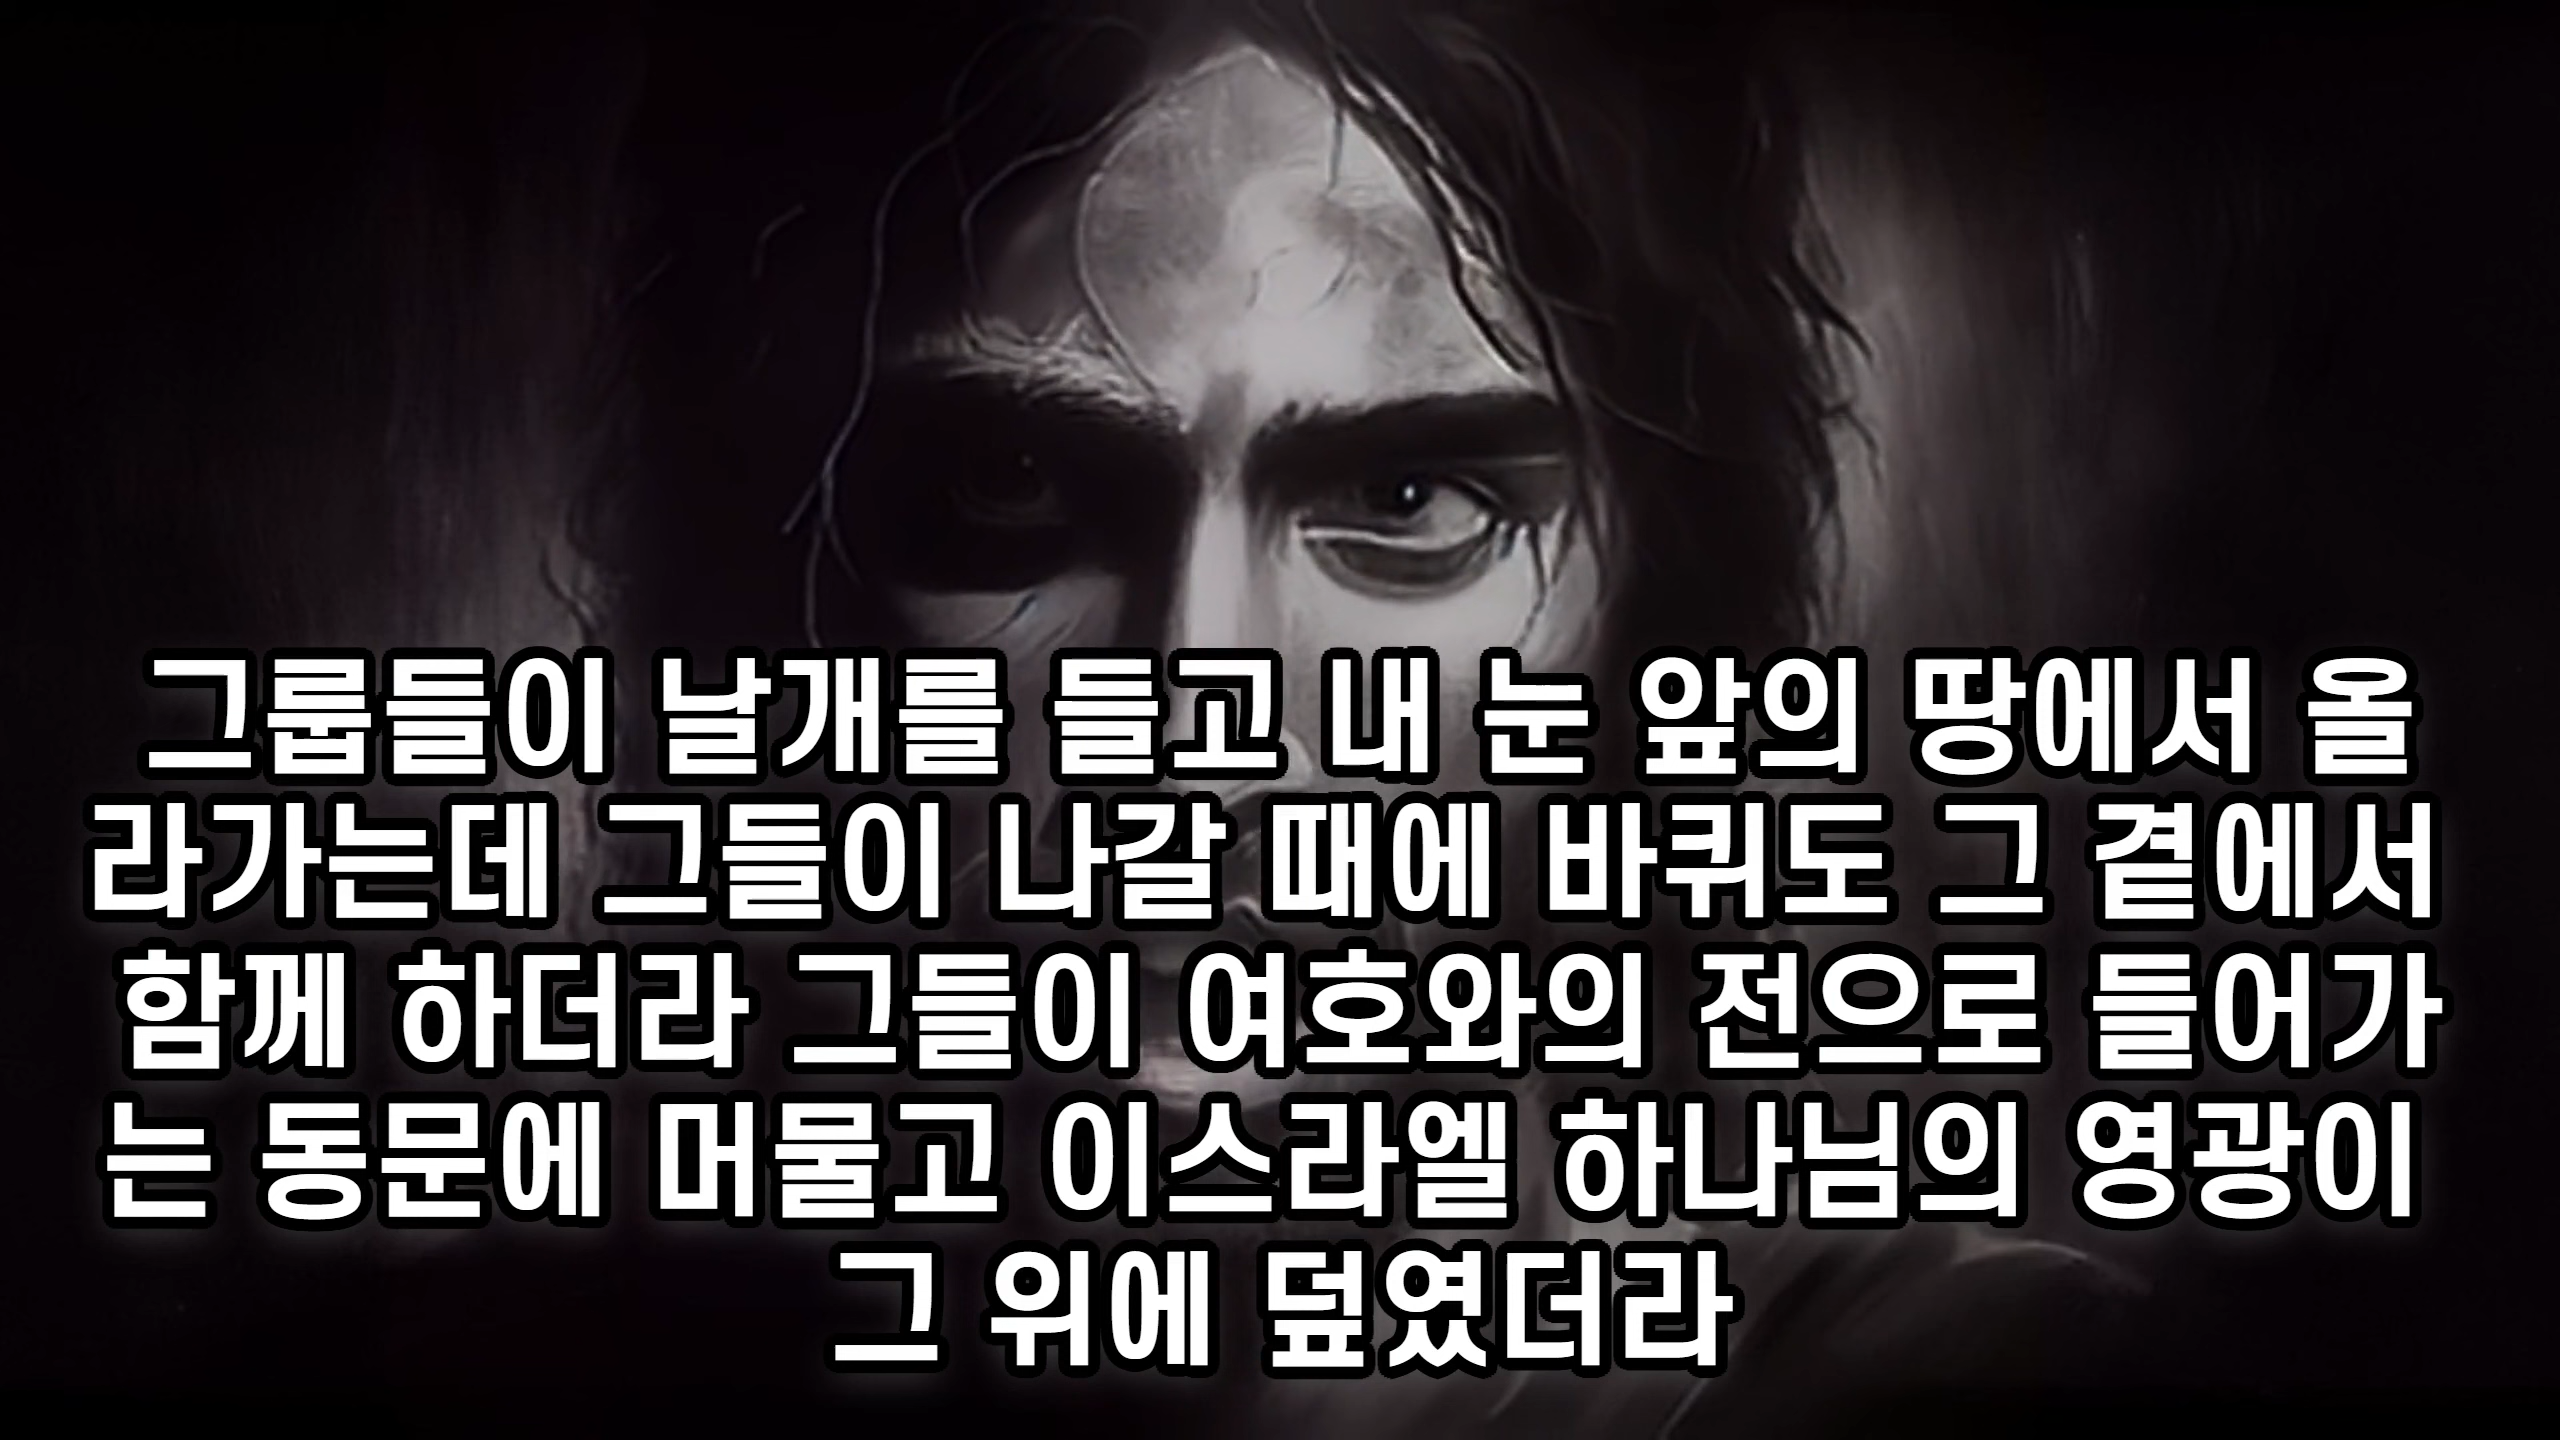 그룹들이 날개를 들고 내 눈 앞의 땅에서 올
라가는데 그들이 나갈 때에 바퀴도 그 곁에서
함께 하더라 그들이 여호와의 전으로 들어가
는 동문에 머물고 이스라엘 하나님의 영광이
그 위에 덮였더라